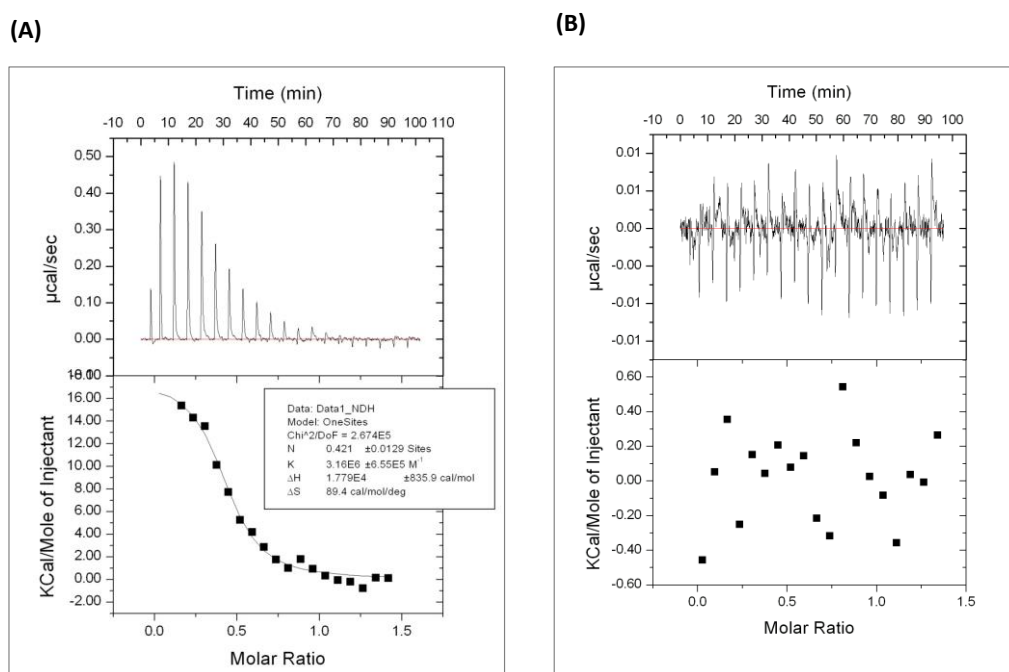 (A)
Time (min)
-10 0 10 20 30 40 50 60 70 80 90 100 110
0.50
0.40
0.30
0.20
0.10
0.00
µcal/sec
16.00
14.00
12.00
10.00
8.00
6.00
4.00
2.00
0.00
-2.00
KCal/Mole of Injectant
Data: Data1_NDH
Model: OneSites
Chi^2/DoF = 2.674E5
N 0.421 ±0.0129 Sites
K 3.16E6 ±6.55E5 M⁻¹
ΔH 1.779E4 ±835.9 cal/mol
ΔS 89.4 cal/mol/deg
0.0 0.5 1.0 1.5
Molar Ratio
(B)
Time (min)
-10 0 10 20 30 40 50 60 70 80 90 100
0.01
0.01
0.00
-0.00
-0.01
-0.01
µcal/sec
0.60
0.40
0.20
0.00
-0.20
-0.40
-0.60
KCal/Mole of Injectant
0.0 0.5 1.0 1.5
Molar Ratio